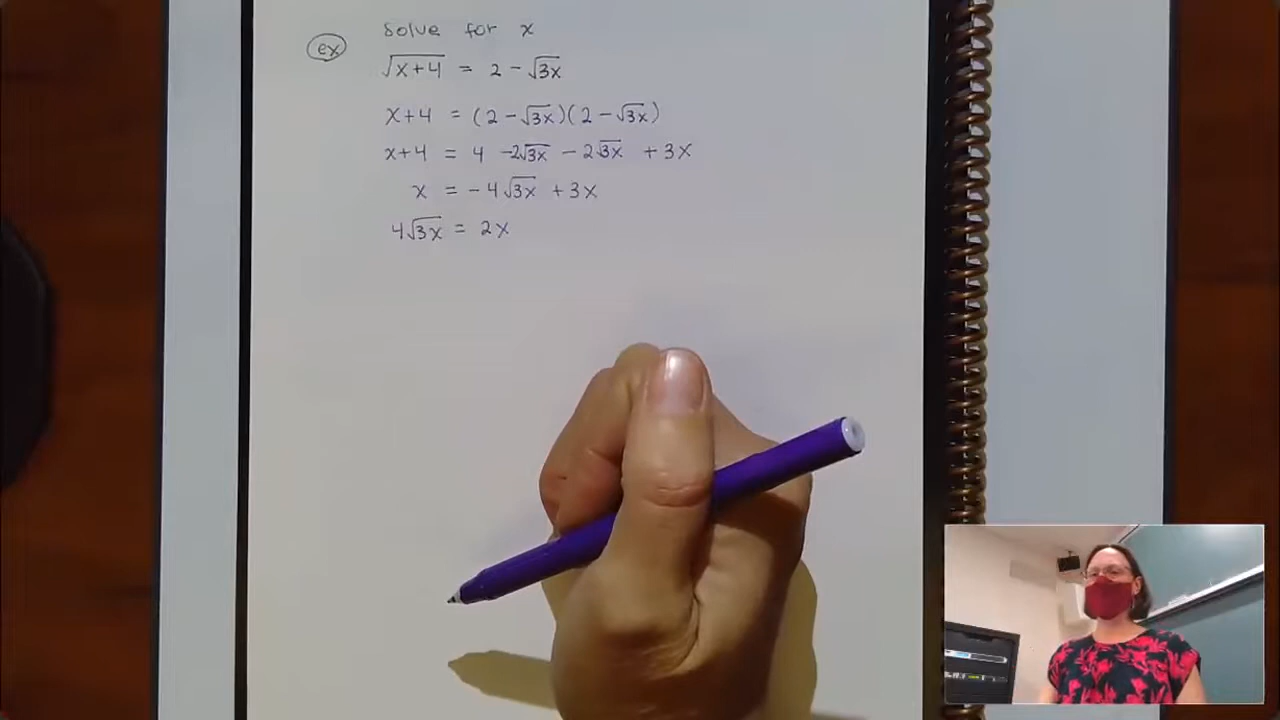 ex solve for x
√x+4 = 2 - √3x
x+4 = (2 - √3x)(2 - √3x)
x+4 = 4 -2√3x - 2√3x + 3x
x = -4√3x + 3x
4√3x = 2x